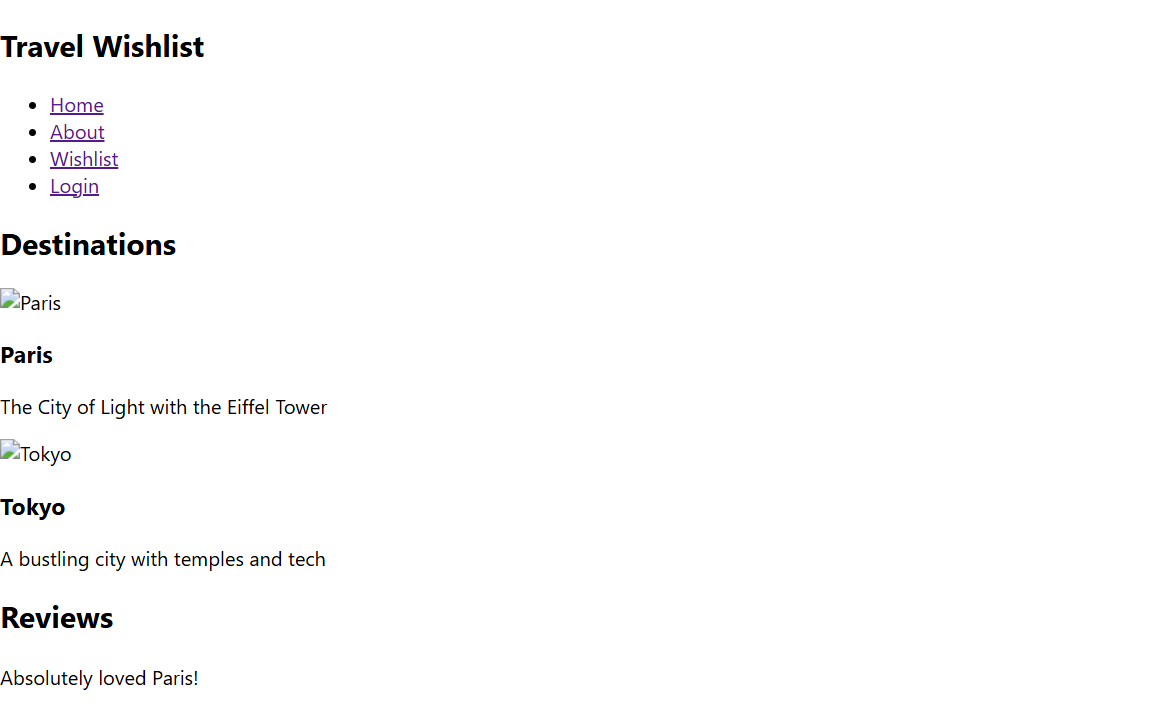 Travel Wishlist
Home
About
Wishlist
Login
Destinations
Paris
Paris
The City of Light with the Eiffel Tower
Tokyo
Tokyo
A bustling city with temples and tech
Reviews
Absolutely loved Paris!